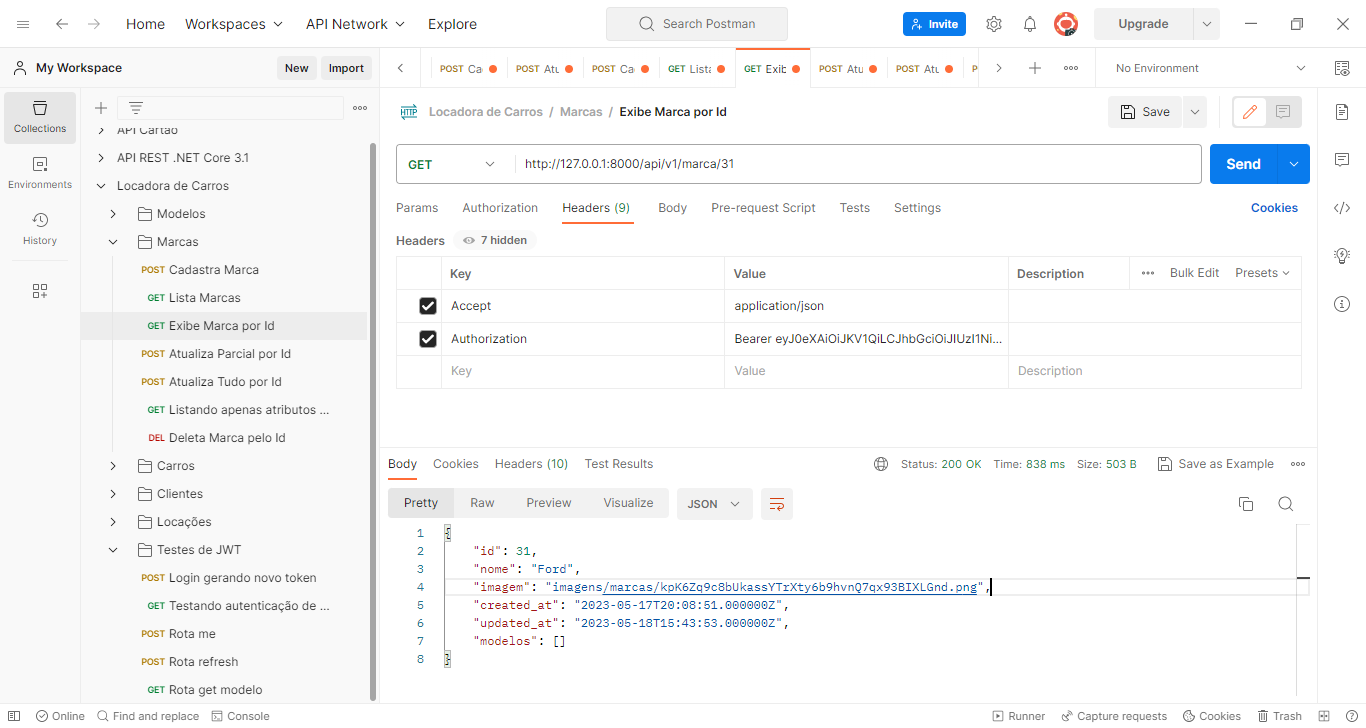 Home Workspaces API Network Explore Search Postman Invite Upgrade
My Workspace New Import
POST Ca POST Atu POST Ca GET Lista GET Exib POST Atu POST Atu P No Environment
Collections
Environments
History
API Cartão
API REST .NET Core 3.1
Locadora de Carros
Modelos
Marcas
POST Cadastra Marca
GET Lista Marcas
GET Exibe Marca por Id
POST Atualiza Parcial por Id
POST Atualiza Tudo por Id
GET Listando apenas atributos ...
DEL Deleta Marca pelo Id
Carros
Clientes
Locações
Testes de JWT
POST Login gerando novo token
GET Testando autenticação de ...
POST Rota me
POST Rota refresh
GET Rota get modelo
HTTP Locadora de Carros / Marcas / Exibe Marca por Id Save
GET http://127.0.0.1:8000/api/v1/marca/31 Send
Params Authorization Headers (9) Body Pre-request Script Tests Settings Cookies
Headers 7 hidden
Key Value Description Bulk Edit Presets
Accept application/json
Authorization Bearer eyJ0eXAiOiJKV1QiLCJhbGciOiJIUzI1Ni...
Key Value Description
Body Cookies Headers (10) Test Results Status: 200 OK Time: 838 ms Size: 503 B Save as Example
Pretty Raw Preview Visualize JSON
1 {
2 "id": 31,
3 "nome": "Ford",
4 "imagem": "imagens/marcas/kpK6Zq9c8bUkassYTrXty6b9hvnQ7qx93BIXLGnd.png",
5 "created_at": "2023-05-17T20:08:51.000000Z",
6 "updated_at": "2023-05-18T15:43:53.000000Z",
7 "modelos": []
8 }
Online Find and replace Console Runner Capture requests Cookies Trash